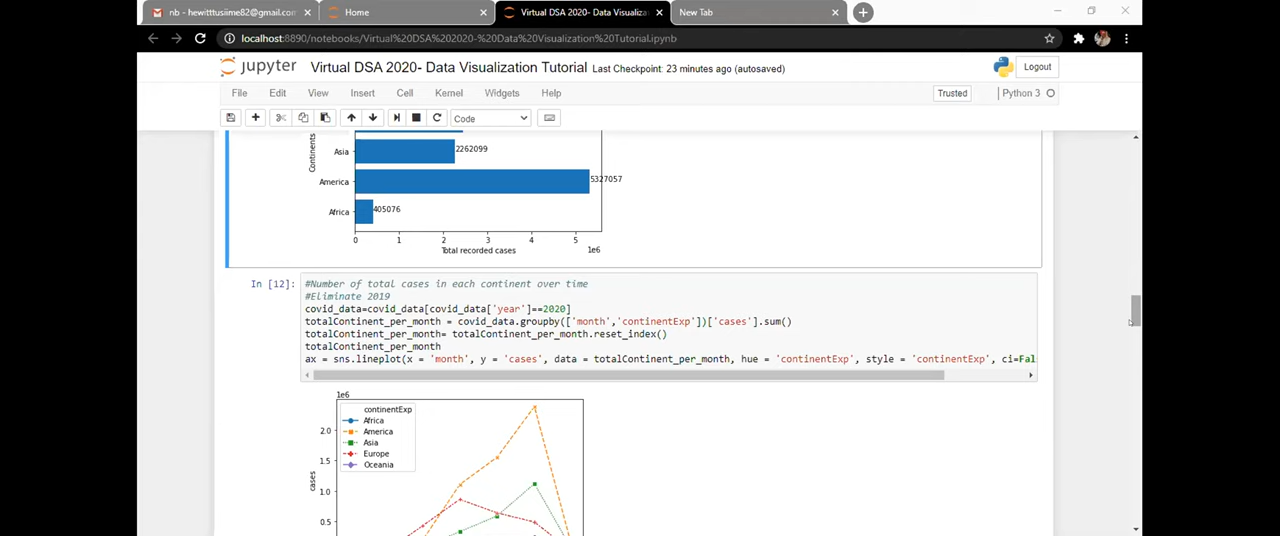 nb - hewitttusiime82@gmail.con
Home
Virtual DSA 2020- Data Visualiza
New Tab
localhost:8890/notebooks/Virtual%20DSA%202020-%20Data%20Visualization%20Tutorial.ipynb
jupyter Virtual DSA 2020- Data Visualization Tutorial Last Checkpoint: 23 minutes ago (autosaved)
Logout
File Edit View Insert Cell Kernel Widgets Help
Trusted
Python 3
Code
Continents
Asia
2262099
America
5327057
Africa
405076
0 1 2 3 4 5
Total recorded cases
1e6
In [12]:
#Number of total cases in each continent over time
#Eliminate 2019
covid_data=covid_data[covid_data['year']==2020]
totalContinent_per_month = covid_data.groupby(['month','continentExp'])['cases'].sum()
totalContinent_per_month= totalContinent_per_month.reset_index()
totalContinent_per_month
ax = sns.lineplot(x = 'month', y = 'cases', data = totalContinent_per_month, hue = 'continentExp', style = 'continentExp', ci=Fal
1e6
continentExp
Africa
America
Asia
Europe
Oceania
2.0
1.5
1.0
0.5
cases